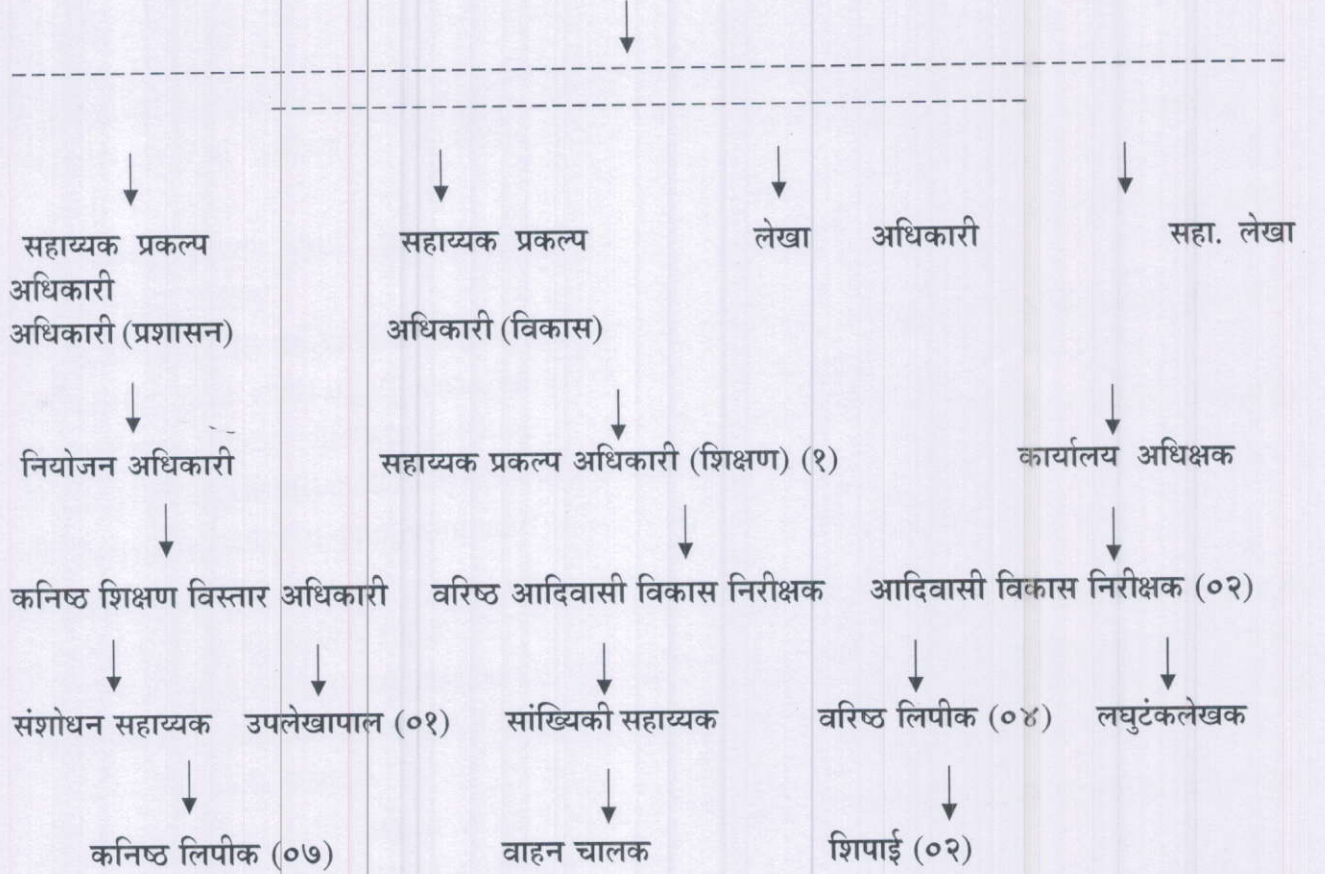 सहाय्यक प्रकल्प सहाय्यक प्रकल्प लेखा अधिकारी सहा. लेखा
अधिकारी
अधिकारी (प्रशासन) अधिकारी (विकास)
नियोजन अधिकारी सहाय्यक प्रकल्प अधिकारी (शिक्षण) (१) कार्यालय अधिक्षक
कनिष्ठ शिक्षण विस्तार अधिकारी वरिष्ठ आदिवासी विकास निरीक्षक आदिवासी विकास निरीक्षक (०२)
संशोधन सहाय्यक उपलेखापाल (०१) सांख्यिकी सहाय्यक वरिष्ठ लिपीक (०४) लघुटंकलेखक
कनिष्ठ लिपीक (०७) वाहन चालक शिपाई (०२)